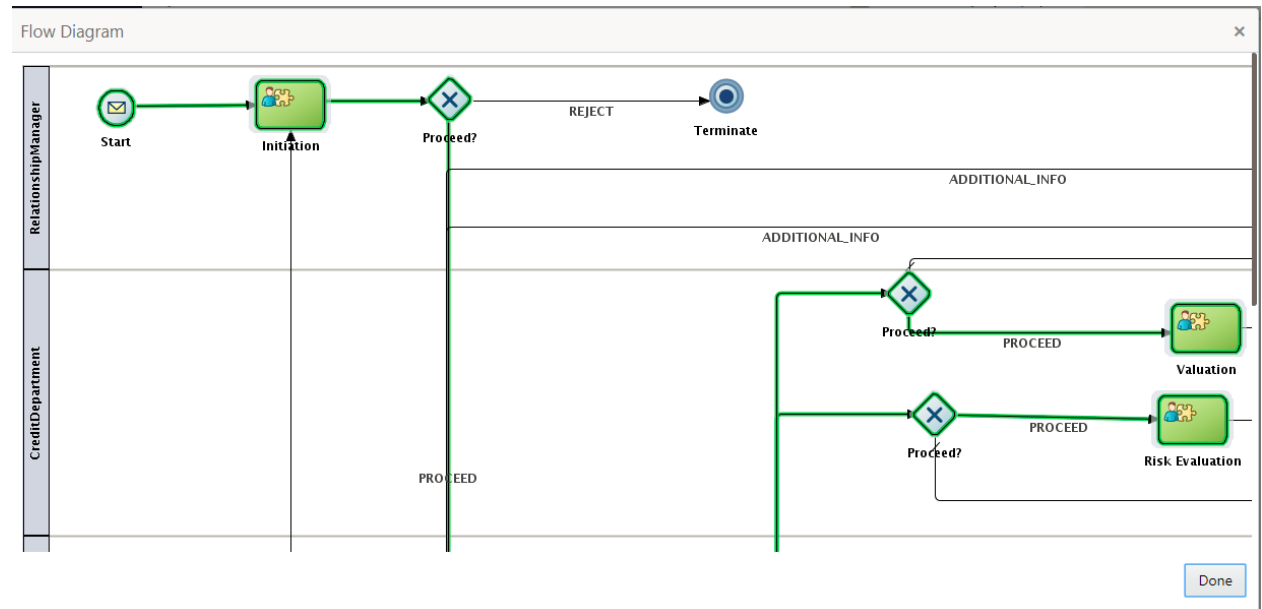 Flow Diagram
×
RelationshipManager
Start
Initiation
Proceed?
REJECT
Terminate
ADDITIONAL_INFO
ADDITIONAL_INFO
CreditDepartment
Proceed?
PROCEED
Valuation
Proceed?
PROCEED
Risk Evaluation
PROCEED
Done